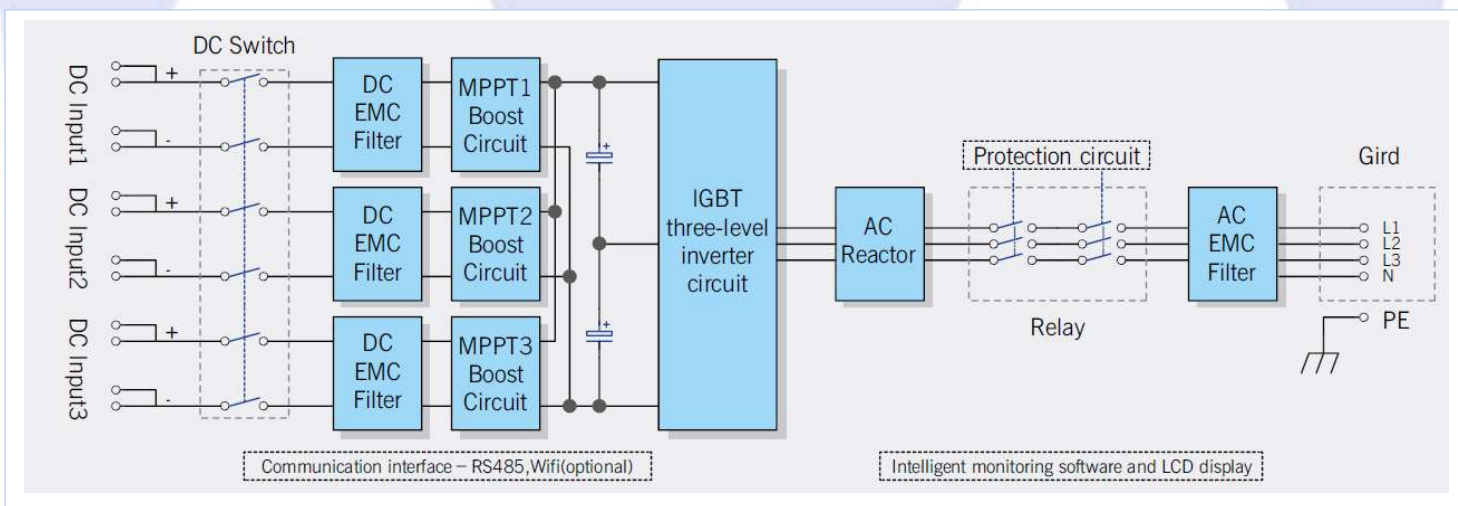 DC Switch
DC Input1
+
-
DC
EMC
Filter
MPPT1
Boost
Circuit
DC Input2
+
-
DC
EMC
Filter
MPPT2
Boost
Circuit
DC Input3
+
-
DC
EMC
Filter
MPPT3
Boost
Circuit
+
+
IGBT
three-level
inverter
circuit
AC
Reactor
Protection circuit
Relay
AC
EMC
Filter
Gird
L1
L2
L3
N
PE
Communication interface – RS485,Wifi(optional)
Intelligent monitoring software and LCD display